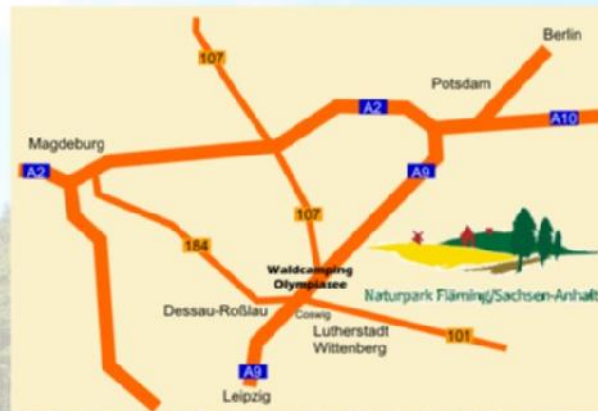 Berlin
107
Potsdam
A2
A10
Magdeburg
A2
A9
107
184
Waldcamping
Olympiasee
Naturpark Fläming/Sachsen-Anhalt
Dessau-Roßlau
Coswig
Lutherstadt
Wittenberg
101
A9
Leipzig